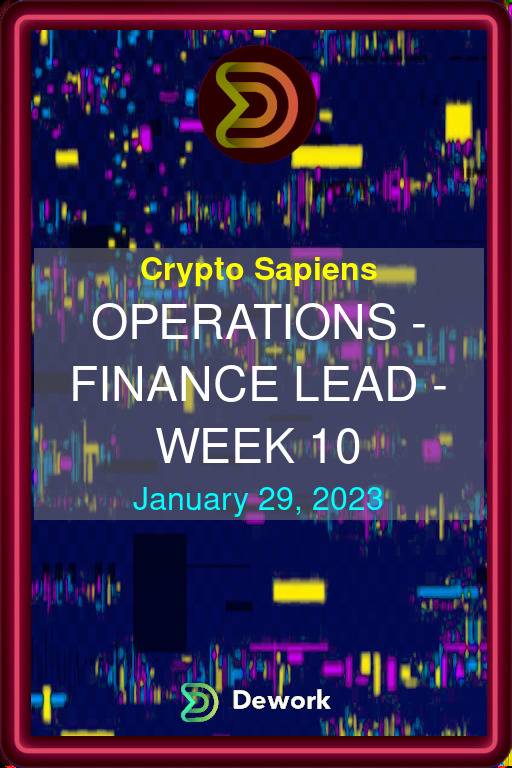 Crypto Sapiens
OPERATIONS -
FINANCE LEAD -
WEEK 10
January 29, 2023
Dework